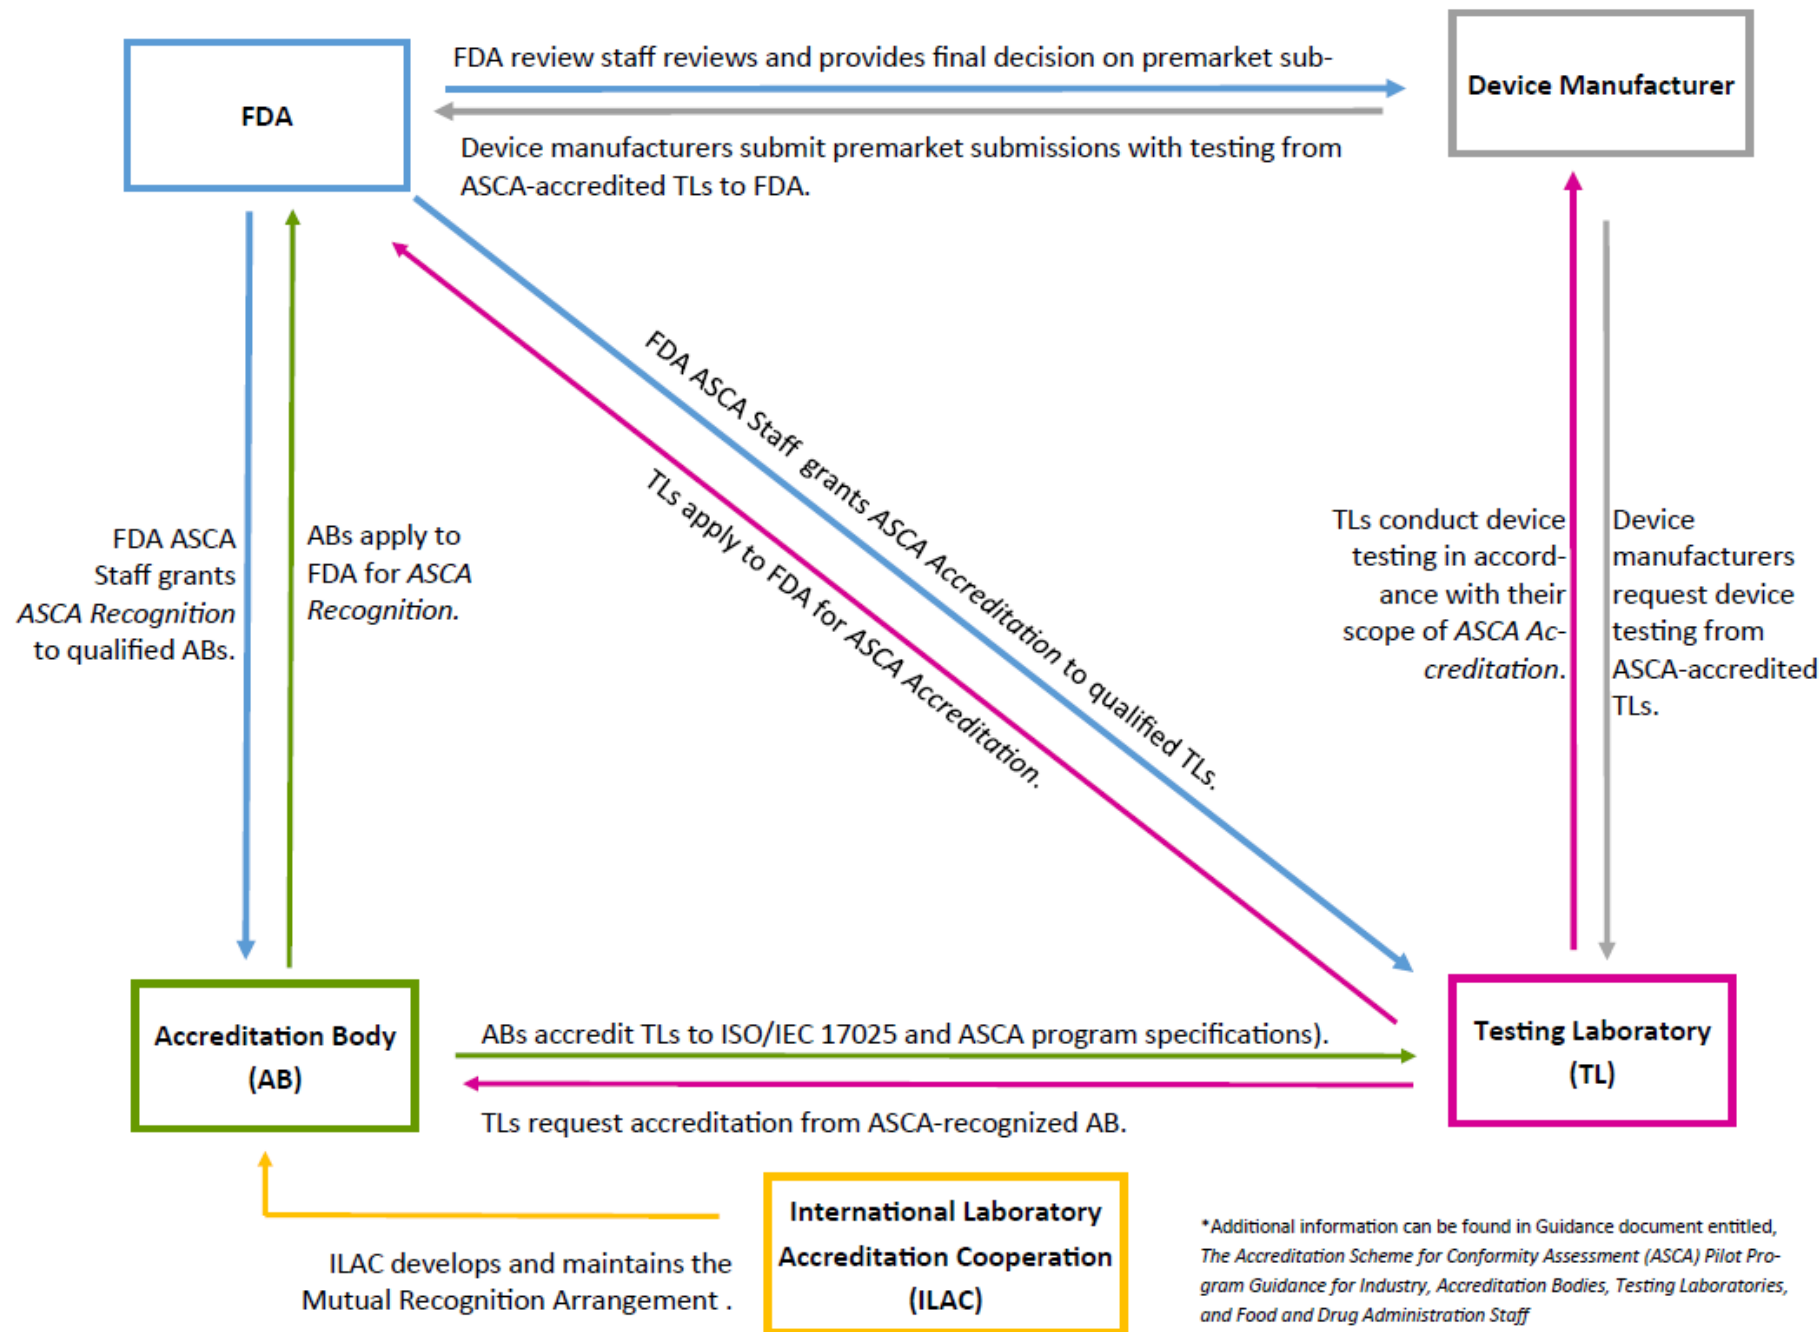 FDA review staff reviews and provides final decision on premarket sub-
FDA
Device Manufacturer
Device manufacturers submit premarket submissions with testing from
ASCA-accredited TLs to FDA.
FDA ASCA Staff grants ASCA Accreditation to qualified TLs.
TLs apply to FDA for ASCA Accreditation.
FDA ASCA
Staff grants
ASCA Recognition
to qualified ABs.
ABs apply to
FDA for ASCA
Recognition.
TLs conduct device
testing in accord-
ance with their
scope of ASCA Ac-
creditation.
Device
manufacturers
request device
testing from
ASCA-accredited
TLs.
Accreditation Body
(AB)
ABs accredit TLs to ISO/IEC 17025 and ASCA program specifications).
TLs request accreditation from ASCA-recognized AB.
Testing Laboratory
(TL)
ILAC develops and maintains the
Mutual Recognition Arrangement .
International Laboratory
Accreditation Cooperation
(ILAC)
*Additional information can be found in Guidance document entitled,
The Accreditation Scheme for Conformity Assessment (ASCA) Pilot Pro-
gram Guidance for Industry, Accreditation Bodies, Testing Laboratories,
and Food and Drug Administration Staff